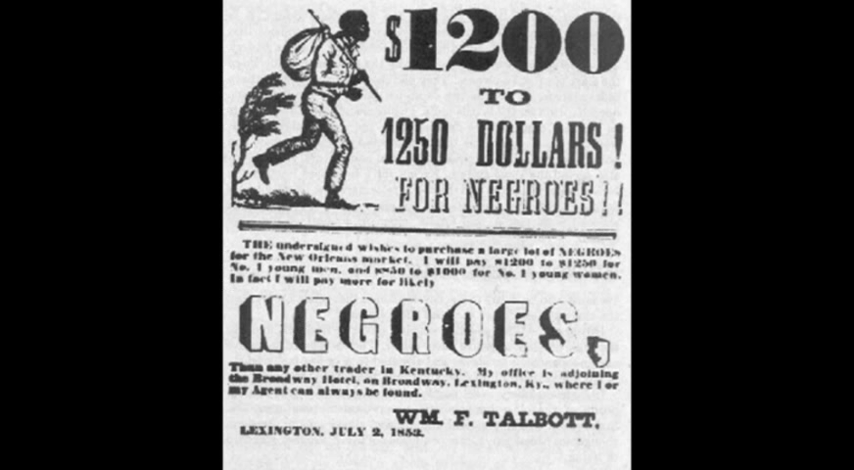 $1200
TO
1250 DOLLARS!
FOR NEGROES!!
THE undersigned wishes to purchase a large lot of NEGROES
for the New Orleans market. I will pay $1200 to $1250 for
No. 1 young men, and $850 to $1000 for No. 1 young women.
In fact I will pay more for likely
NEGROES,
Than any other trader in Kentucky. My office is adjoining
the Broadway Hotel, on Broadway, Lexington, Ky., where I or
my Agent can always be found.
WM. F. TALBOTT.
LEXINGTON, JULY 2, 1853.